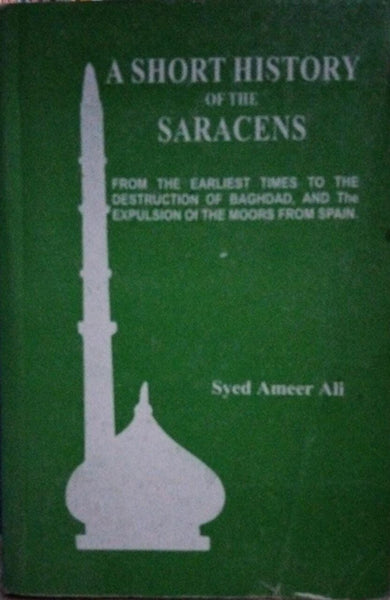 A SHORT HISTORY
OF THE
SARACENS
FROM THE EARLIEST TIMES TO THE
DESTRUCTION OF BAGHDAD, AND The
EXPULSION Of THE MOORS FROM SPAIN.
Syed Ameer Ali